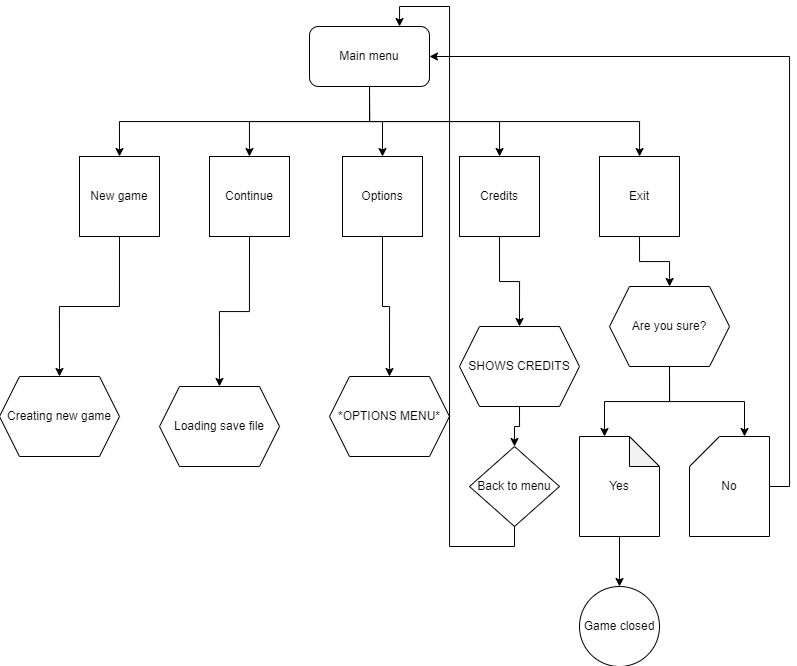 Main menu
New game
Continue
Options
Credits
Exit
Are you sure?
SHOWS CREDITS
Creating new game
Loading save file
*OPTIONS MENU*
Back to menu
Yes
No
Game closed